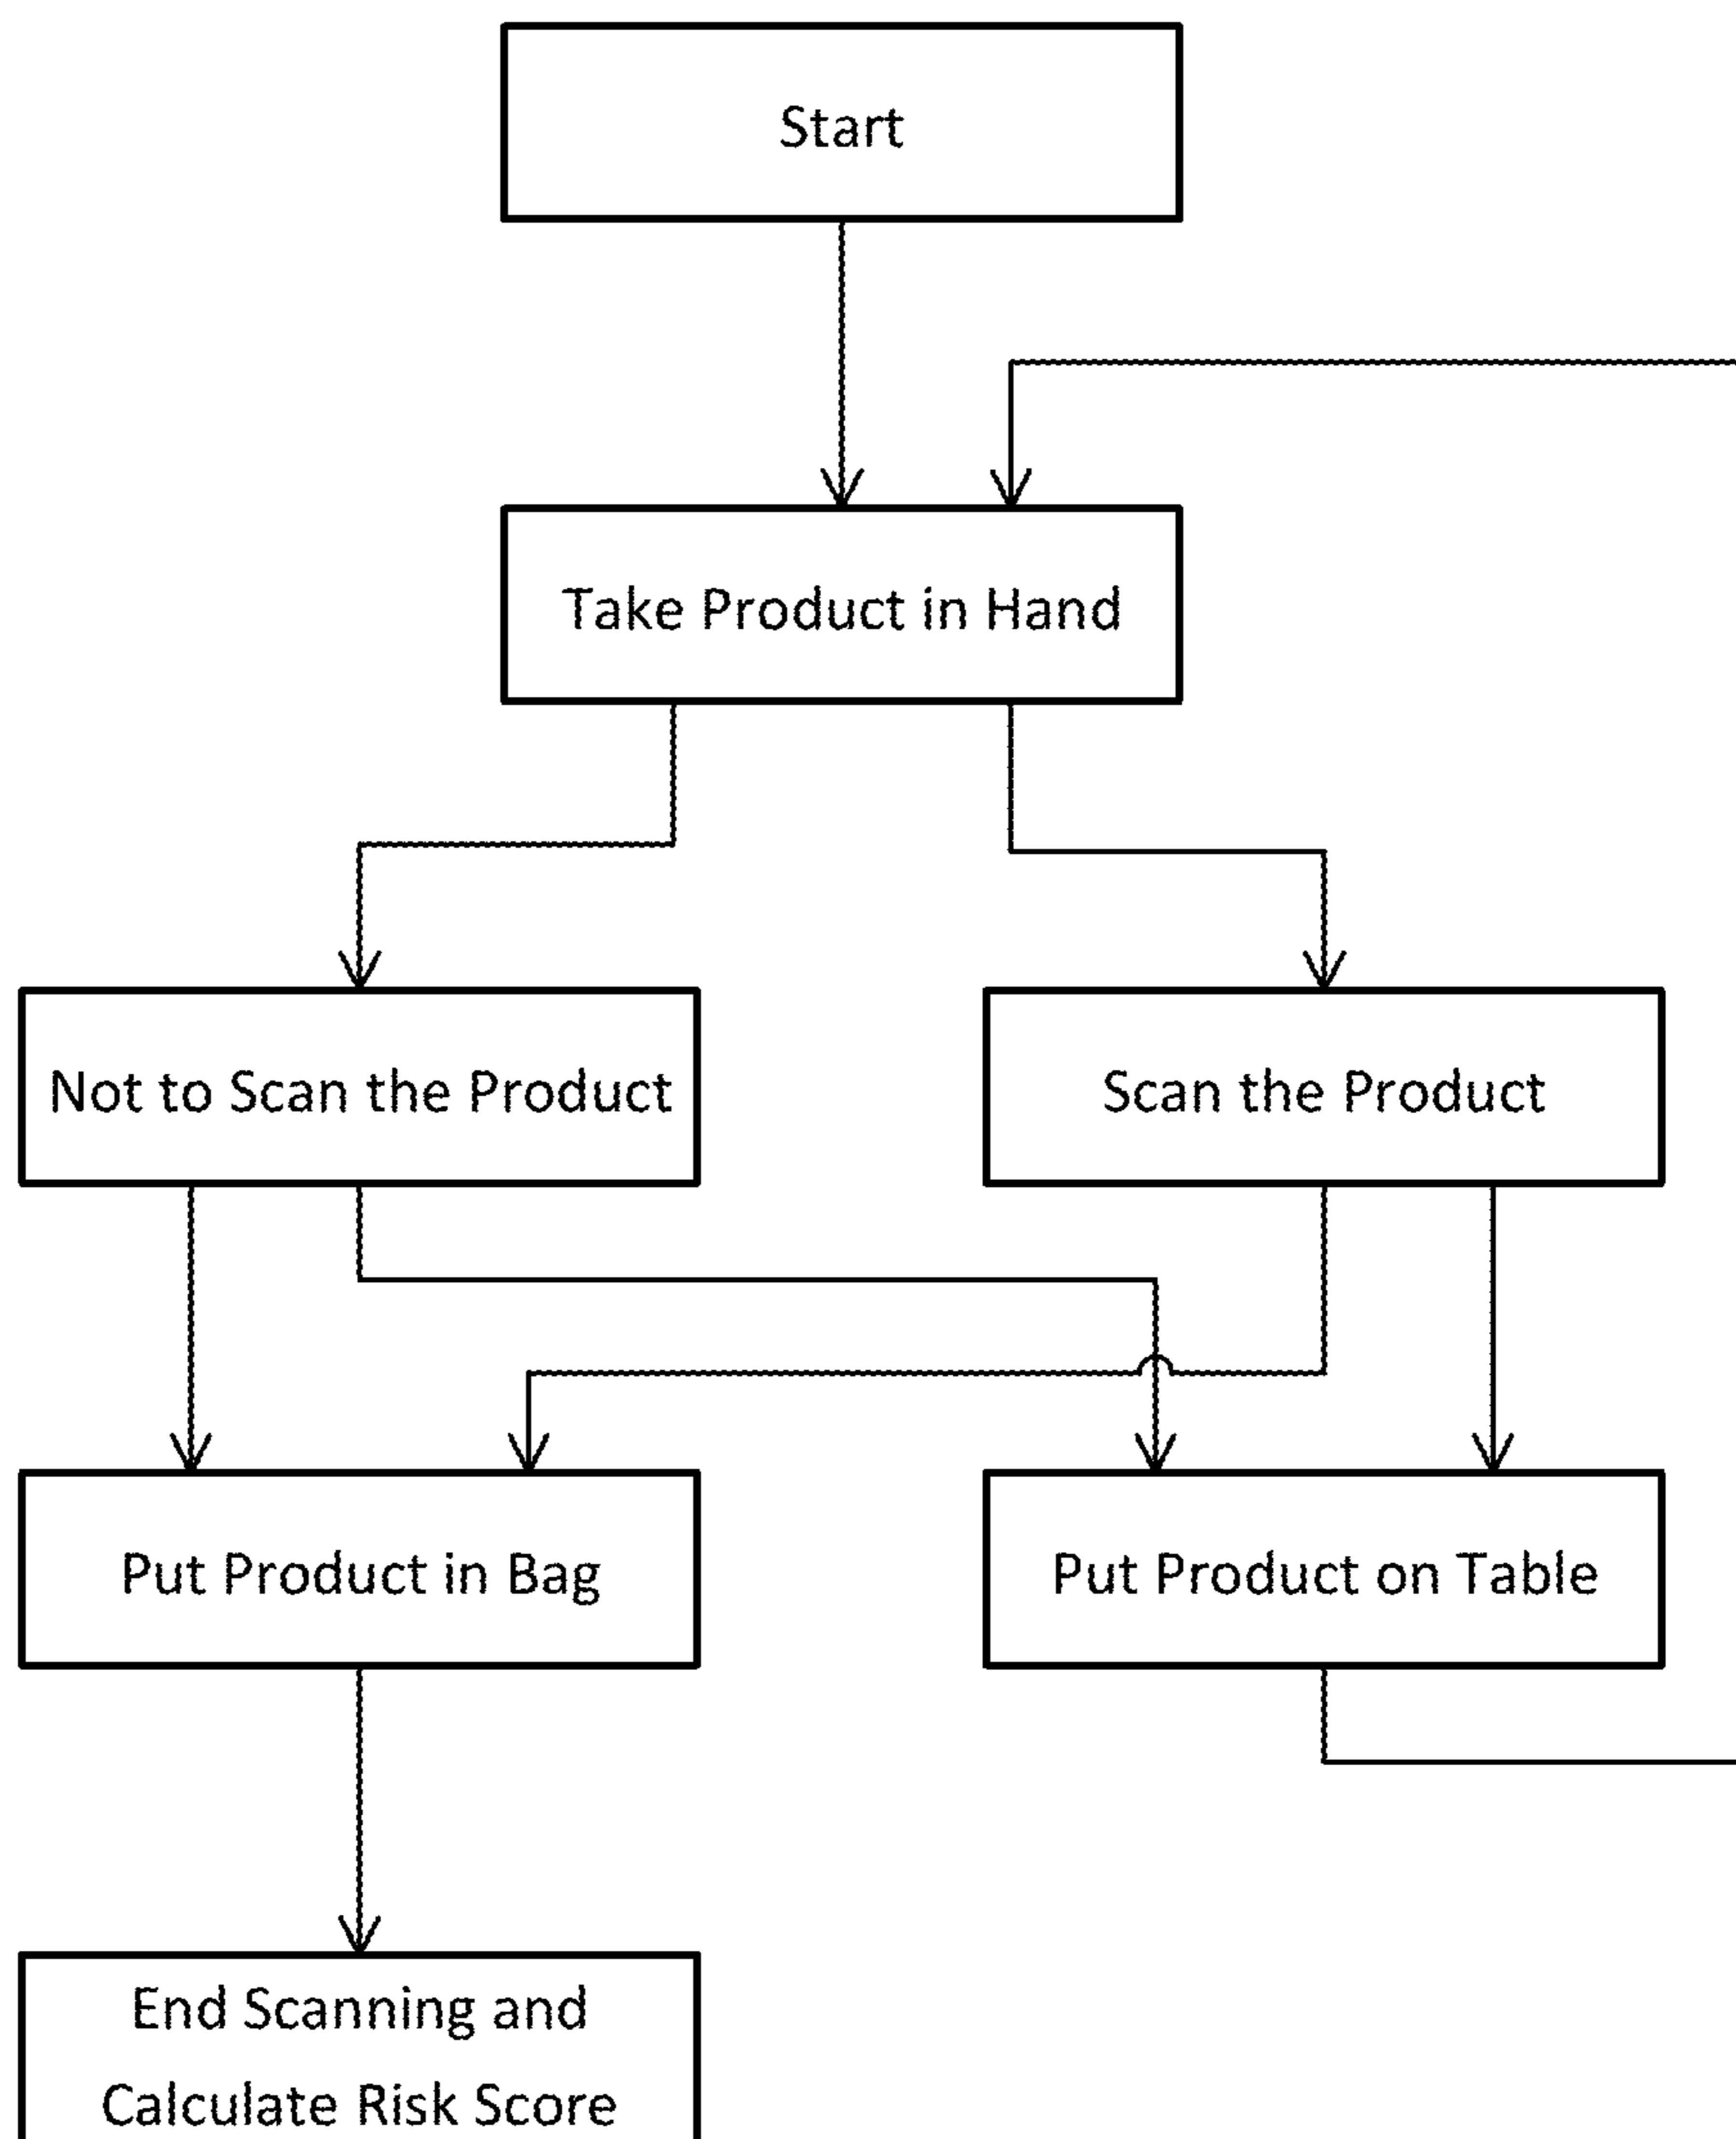 Start
Take Product in Hand
Not to Scan the Product
Scan the Product
Put Product in Bag
Put Product on Table
End Scanning and
Calculate Risk Score